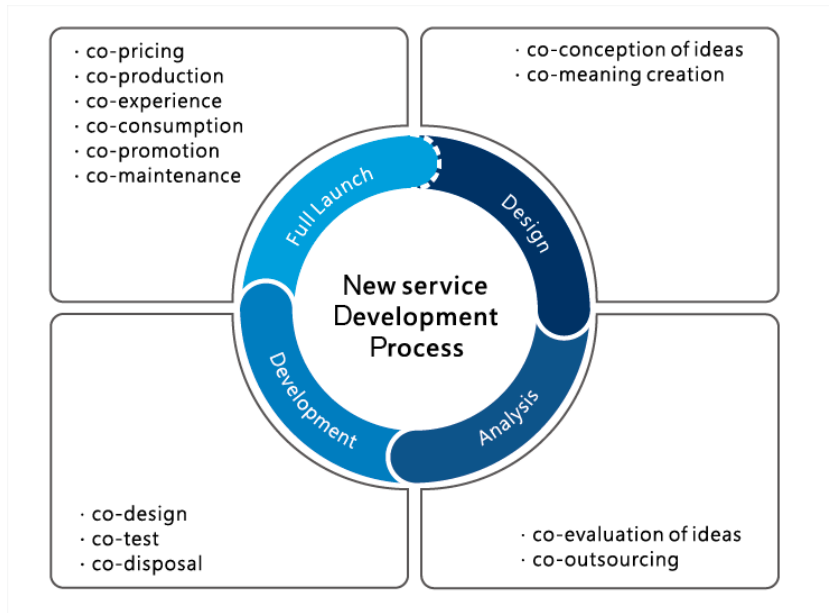 · co-pricing
· co-production
· co-experience
· co-consumption
· co-promotion
· co-maintenance
· co-conception of ideas
· co-meaning creation
Full Launch
Design
New service
Development
Process
Development
Analysis
· co-design
· co-test
· co-disposal
· co-evaluation of ideas
· co-outsourcing